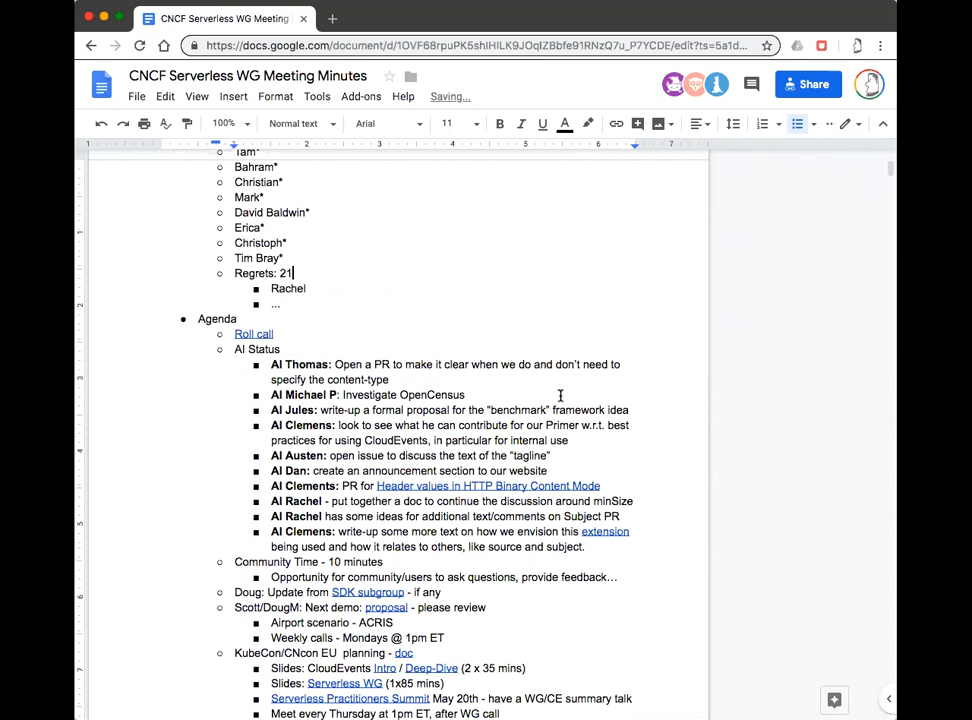 CNCF Serverless WG Meeting
https://docs.google.com/document/d/1OVF68rpuPK5shIHILK9JOqIZBbfe91RNzQ7u_P7YCDE/edit?ts=5a1d...
CNCF Serverless WG Meeting Minutes
File Edit View Insert Format Tools Add-ons Help Saving...
Share
100% Normal text Arial 11 B I U A
1 1 2 3 4 5 6 7
Tam*
Bahram*
Christian*
Mark*
David Baldwin*
Erica*
Christoph*
Tim Bray*
Regrets: 21
Rachel
...
Agenda
Roll call
AI Status
AI Thomas: Open a PR to make it clear when we do and don't need to
specify the content-type
AI Michael P: Investigate OpenCensus
AI Jules: write-up a formal proposal for the "benchmark" framework idea
AI Clemens: look to see what he can contribute for our Primer w.r.t. best
practices for using CloudEvents, in particular for internal use
AI Austen: open issue to discuss the text of the "tagline"
AI Dan: create an announcement section to our website
AI Clements: PR for Header values in HTTP Binary Content Mode
AI Rachel - put together a doc to continue the discussion around minSize
AI Rachel has some ideas for additional text/comments on Subject PR
AI Clemens: write-up some more text on how we envision this extension
being used and how it relates to others, like source and subject.
Community Time - 10 minutes
Opportunity for community/users to ask questions, provide feedback...
Doug: Update from SDK subgroup - if any
Scott/DougM: Next demo: proposal - please review
Airport scenario - ACRIS
Weekly calls - Mondays @ 1pm ET
KubeCon/CNcon EU planning - doc
Slides: CloudEvents Intro / Deep-Dive (2 x 35 mins)
Slides: Serverless WG (1x85 mins)
Serverless Practitioners Summit May 20th - have a WG/CE summary talk
Meet every Thursday at 1pm ET, after WG call